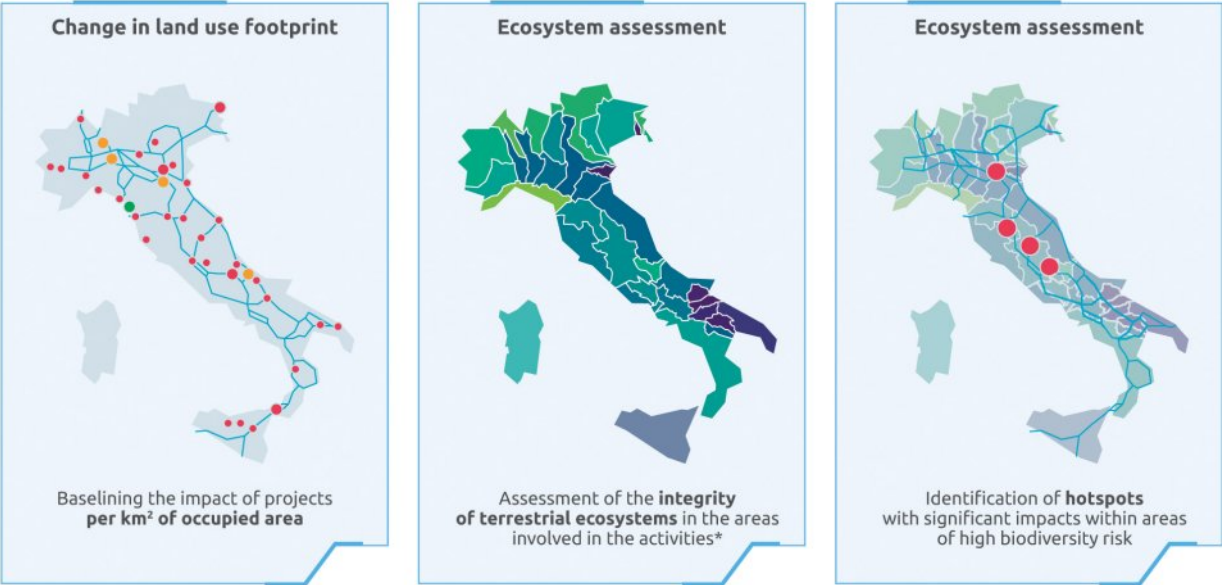 Change in land use footprint
Baselining the impact of projects
per km² of occupied area
Ecosystem assessment
Assessment of the integrity
of terrestrial ecosystems in the areas
involved in the activities*
Ecosystem assessment
Identification of hotspots
with significant impacts within areas
of high biodiversity risk